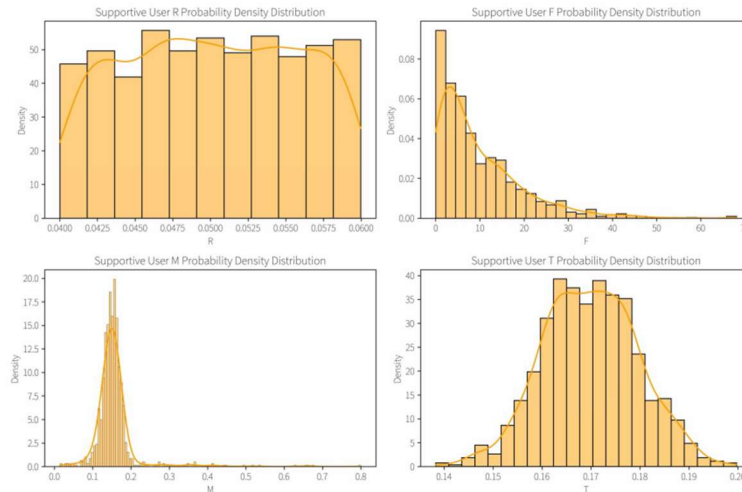 Supportive User R Probability Density Distribution
50
40
30
20
10
0
Density
0.0400 0.0425 0.0450 0.0475 0.0500 0.0525 0.0550 0.0575 0.0600
R
Supportive User F Probability Density Distribution
0.08
0.06
0.04
0.02
0.00
Density
0 10 20 30 40 50 60
F
Supportive User M Probability Density Distribution
20.0
17.5
15.0
12.5
10.0
7.5
5.0
2.5
0.0
Density
0.0 0.1 0.2 0.3 0.4 0.5 0.6 0.7 0.8
M
Supportive User T Probability Density Distribution
40
35
30
25
20
15
10
5
0
Density
0.14 0.15 0.16 0.17 0.18 0.19 0.20
T